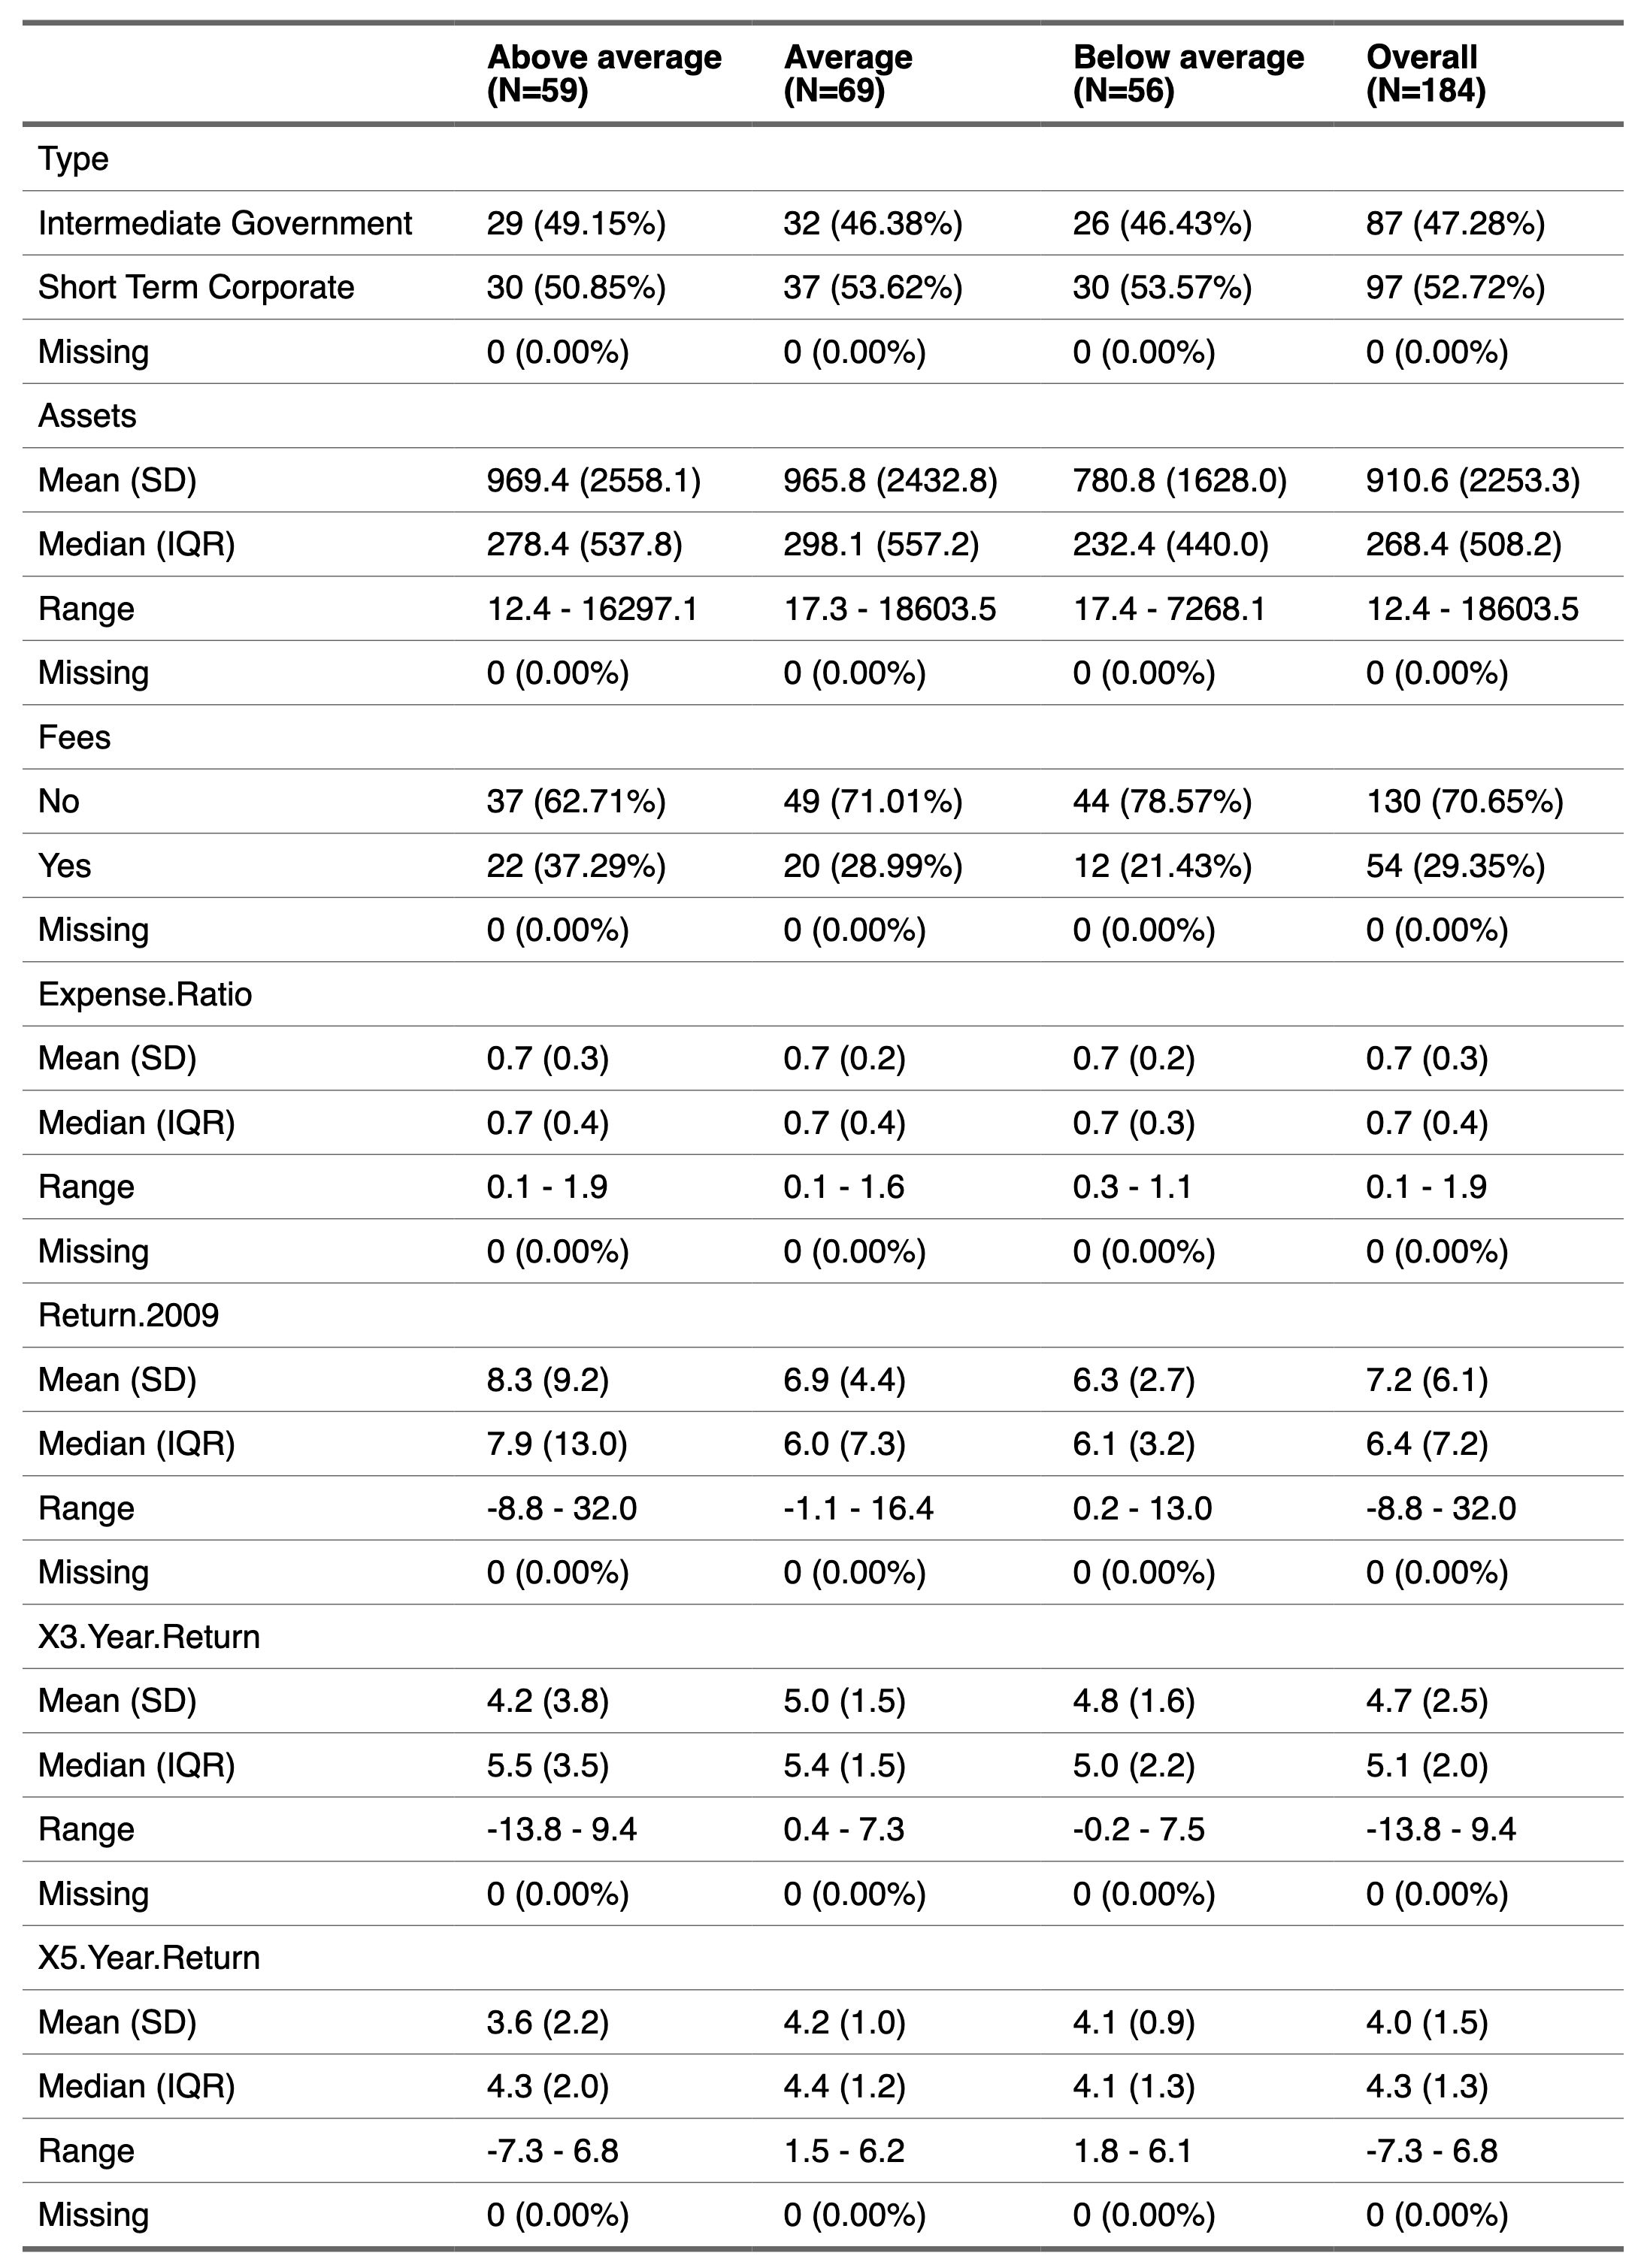 Above average Average Below average Overall
(N=59) (N=69) (N=56) (N=184)
Type
Intermediate Government 29 (49.15%) 32 (46.38%) 26 (46.43%) 87 (47.28%)
Short Term Corporate 30 (50.85%) 37 (53.62%) 30 (53.57%) 97 (52.72%)
Missing 0 (0.00%) 0 (0.00%) 0 (0.00%) 0 (0.00%)
Assets
Mean (SD) 969.4 (2558.1) 965.8 (2432.8) 780.8 (1628.0) 910.6 (2253.3)
Median (IQR) 278.4 (537.8) 298.1 (557.2) 232.4 (440.0) 268.4 (508.2)
Range 12.4 - 16297.1 17.3 - 18603.5 17.4 - 7268.1 12.4 - 18603.5
Missing 0 (0.00%) 0 (0.00%) 0 (0.00%) 0 (0.00%)
Fees
No 37 (62.71%) 49 (71.01%) 44 (78.57%) 130 (70.65%)
Yes 22 (37.29%) 20 (28.99%) 12 (21.43%) 54 (29.35%)
Missing 0 (0.00%) 0 (0.00%) 0 (0.00%) 0 (0.00%)
Expense.Ratio
Mean (SD) 0.7 (0.3) 0.7 (0.2) 0.7 (0.2) 0.7 (0.3)
Median (IQR) 0.7 (0.4) 0.7 (0.4) 0.7 (0.3) 0.7 (0.4)
Range 0.1 - 1.9 0.1 - 1.6 0.3 - 1.1 0.1 - 1.9
Missing 0 (0.00%) 0 (0.00%) 0 (0.00%) 0 (0.00%)
Return.2009
Mean (SD) 8.3 (9.2) 6.9 (4.4) 6.3 (2.7) 7.2 (6.1)
Median (IQR) 7.9 (13.0) 6.0 (7.3) 6.1 (3.2) 6.4 (7.2)
Range -8.8 - 32.0 -1.1 - 16.4 0.2 - 13.0 -8.8 - 32.0
Missing 0 (0.00%) 0 (0.00%) 0 (0.00%) 0 (0.00%)
X3.Year.Return
Mean (SD) 4.2 (3.8) 5.0 (1.5) 4.8 (1.6) 4.7 (2.5)
Median (IQR) 5.5 (3.5) 5.4 (1.5) 5.0 (2.2) 5.1 (2.0)
Range -13.8 - 9.4 0.4 - 7.3 -0.2 - 7.5 -13.8 - 9.4
Missing 0 (0.00%) 0 (0.00%) 0 (0.00%) 0 (0.00%)
X5.Year.Return
Mean (SD) 3.6 (2.2) 4.2 (1.0) 4.1 (0.9) 4.0 (1.5)
Median (IQR) 4.3 (2.0) 4.4 (1.2) 4.1 (1.3) 4.3 (1.3)
Range -7.3 - 6.8 1.5 - 6.2 1.8 - 6.1 -7.3 - 6.8
Missing 0 (0.00%) 0 (0.00%) 0 (0.00%) 0 (0.00%)